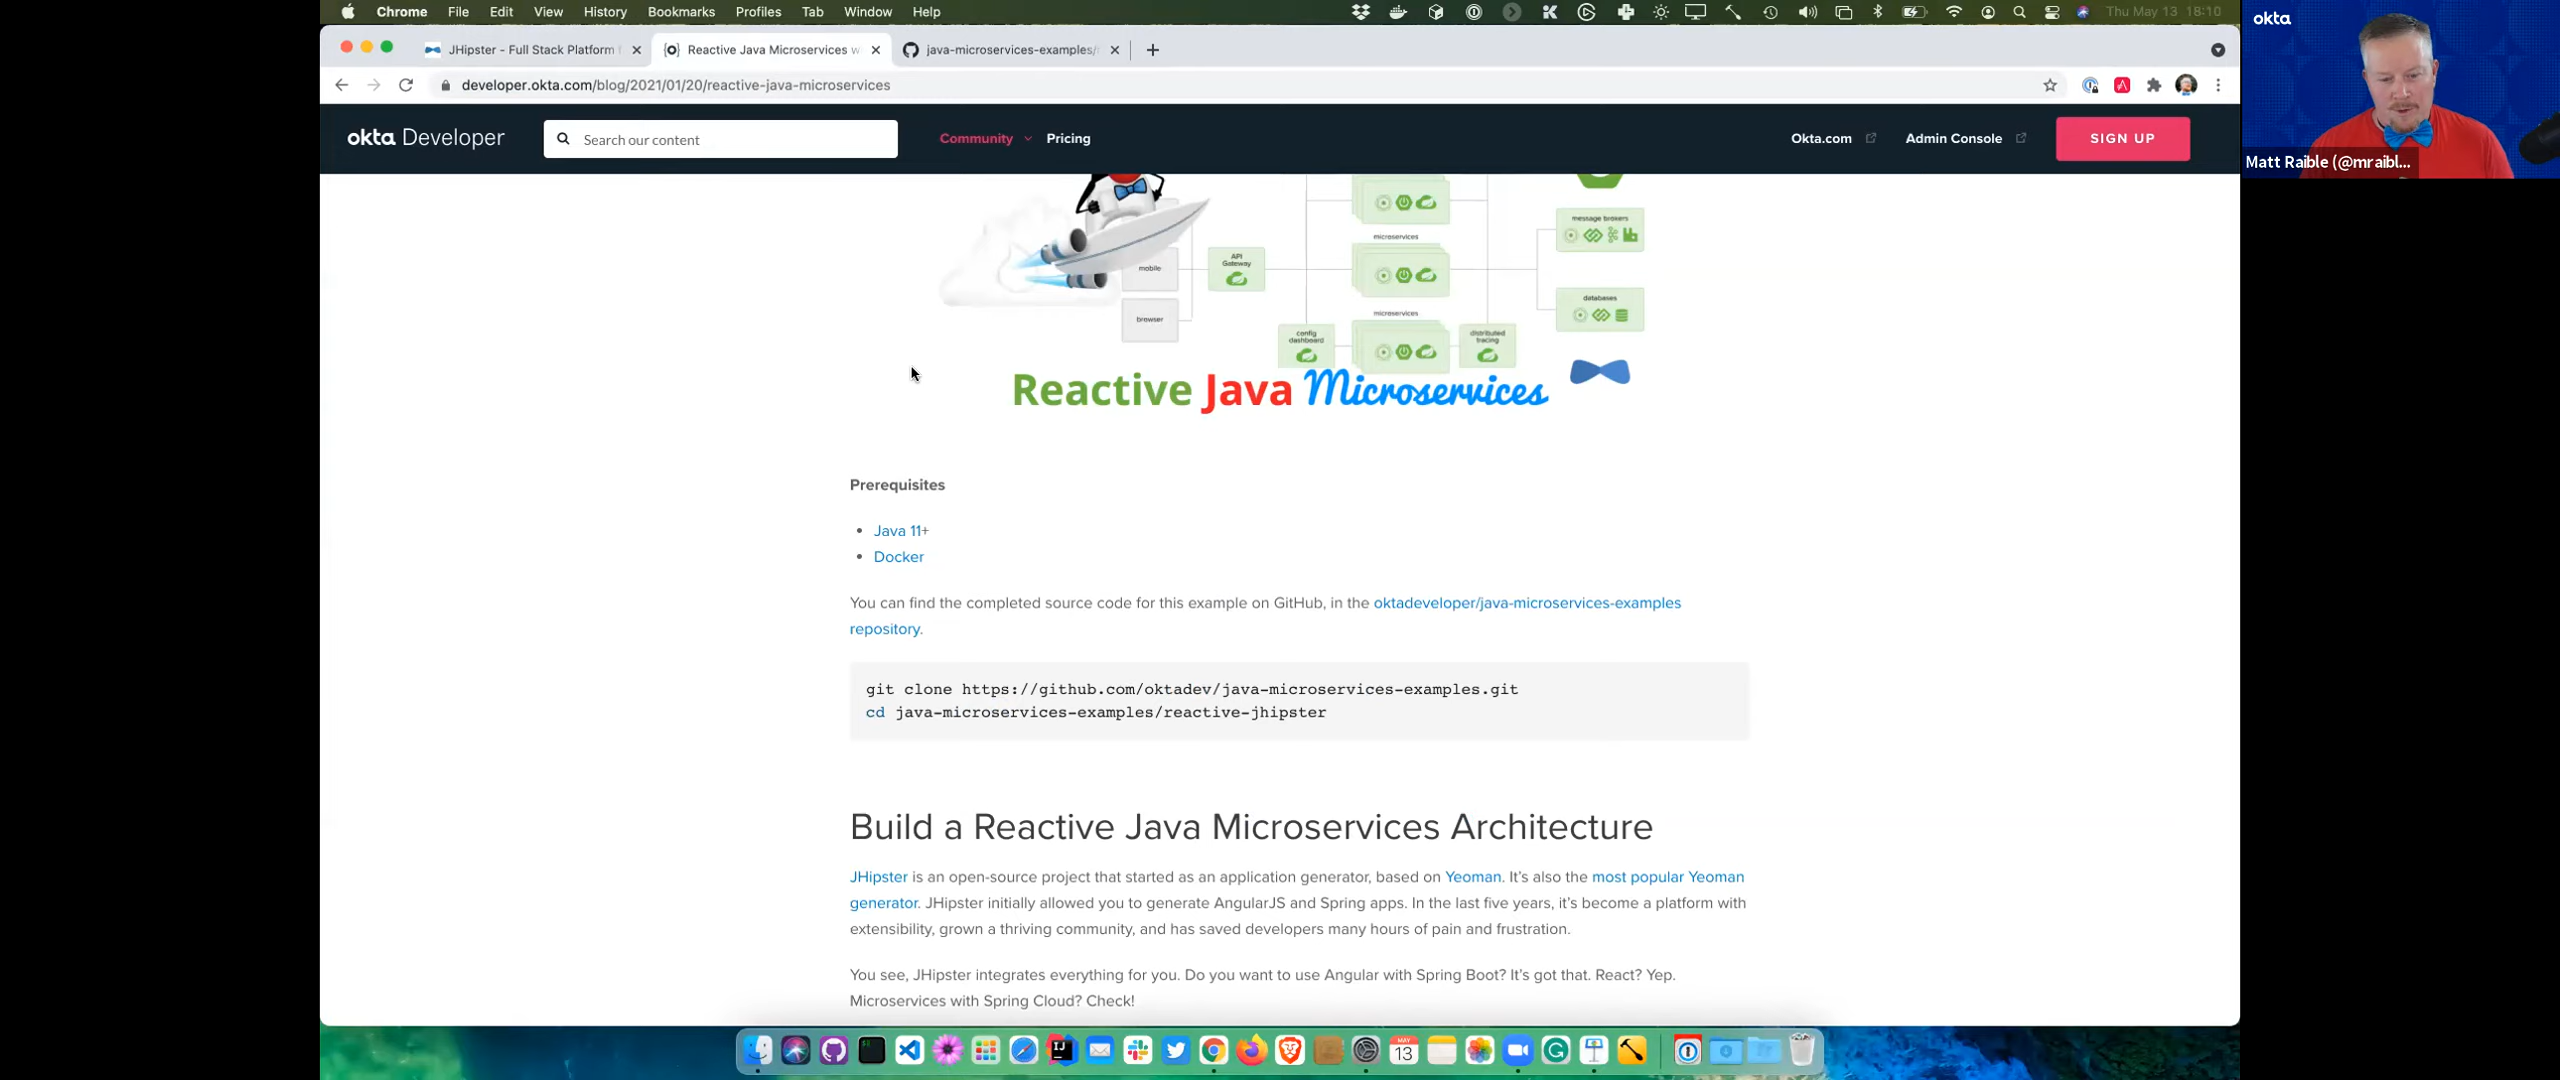 Chrome File Edit View History Bookmarks Profiles Tab Window Help
Thu May 13 18:10
JHipster - Full Stack Platform
Reactive Java Microservices w
java-microservices-examples/
developer.okta.com/blog/2021/01/20/reactive-java-microservices
okta Developer
Search our content
Community
Pricing
Okta.com
Admin Console
SIGN UP
okta
Matt Raible (@mraibl...
mobile
browser
API
Gateway
microservices
microservices
config
dashboard
distributed
tracing
message brokers
databases
Reactive Java Microservices
Prerequisites
• Java 11+
• Docker
You can find the completed source code for this example on GitHub, in the oktadeveloper/java-microservices-examples
repository.
git clone https://github.com/oktadev/java-microservices-examples.git
cd java-microservices-examples/reactive-jhipster
Build a Reactive Java Microservices Architecture
JHipster is an open-source project that started as an application generator, based on Yeoman. It's also the most popular Yeoman
generator. JHipster initially allowed you to generate AngularJS and Spring apps. In the last five years, it's become a platform with
extensibility, grown a thriving community, and has saved developers many hours of pain and frustration.
You see, JHipster integrates everything for you. Do you want to use Angular with Spring Boot? It's got that. React? Yep.
Microservices with Spring Cloud? Check!
IJ
MAY
13